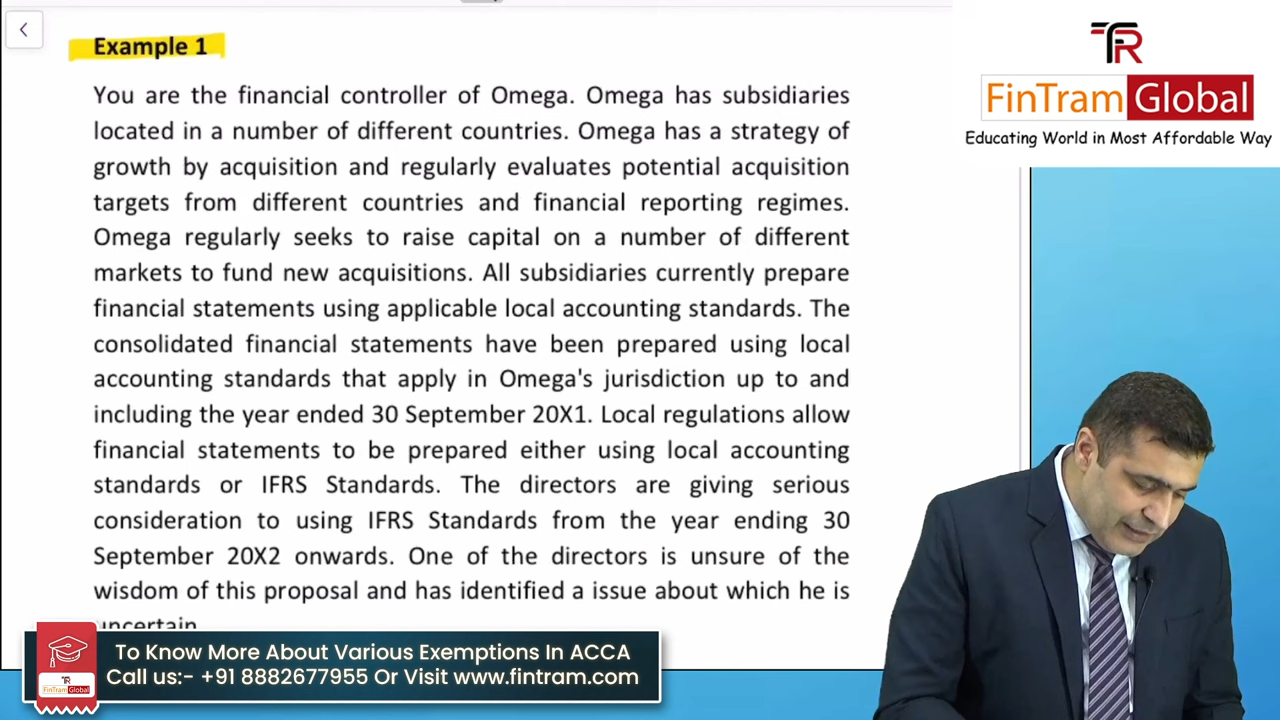 Example 1
You are the financial controller of Omega. Omega has subsidiaries
located in a number of different countries. Omega has a strategy of
growth by acquisition and regularly evaluates potential acquisition
targets from different countries and financial reporting regimes.
Omega regularly seeks to raise capital on a number of different
markets to fund new acquisitions. All subsidiaries currently prepare
financial statements using applicable local accounting standards. The
consolidated financial statements have been prepared using local
accounting standards that apply in Omega's jurisdiction up to and
including the year ended 30 September 20X1. Local regulations allow
financial statements to be prepared either using local accounting
standards or IFRS Standards. The directors are giving serious
consideration to using IFRS Standards from the year ending 30
September 20X2 onwards. One of the directors is unsure of the
wisdom of this proposal and has identified a issue about which he is
uncertain
TR
FinTram Global
Educating World in Most Affordable Way
To Know More About Various Exemptions In ACCA
Call us:- +91 8882677955 Or Visit www.fintram.com
TR
FinTram Global